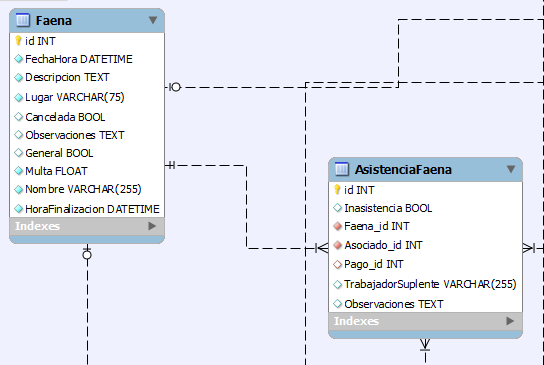 Faena
id INT
FechaHora DATETIME
Descripcion TEXT
Lugar VARCHAR(75)
Cancelada BOOL
Observaciones TEXT
General BOOL
Multa FLOAT
Nombre VARCHAR(255)
HoraFinalizacion DATETIME
Indexes
AsistenciaFaena
id INT
Inasistencia BOOL
Faena_id INT
Asociado_id INT
Pago_id INT
TrabajadorSuplente VARCHAR(255)
Observaciones TEXT
Indexes